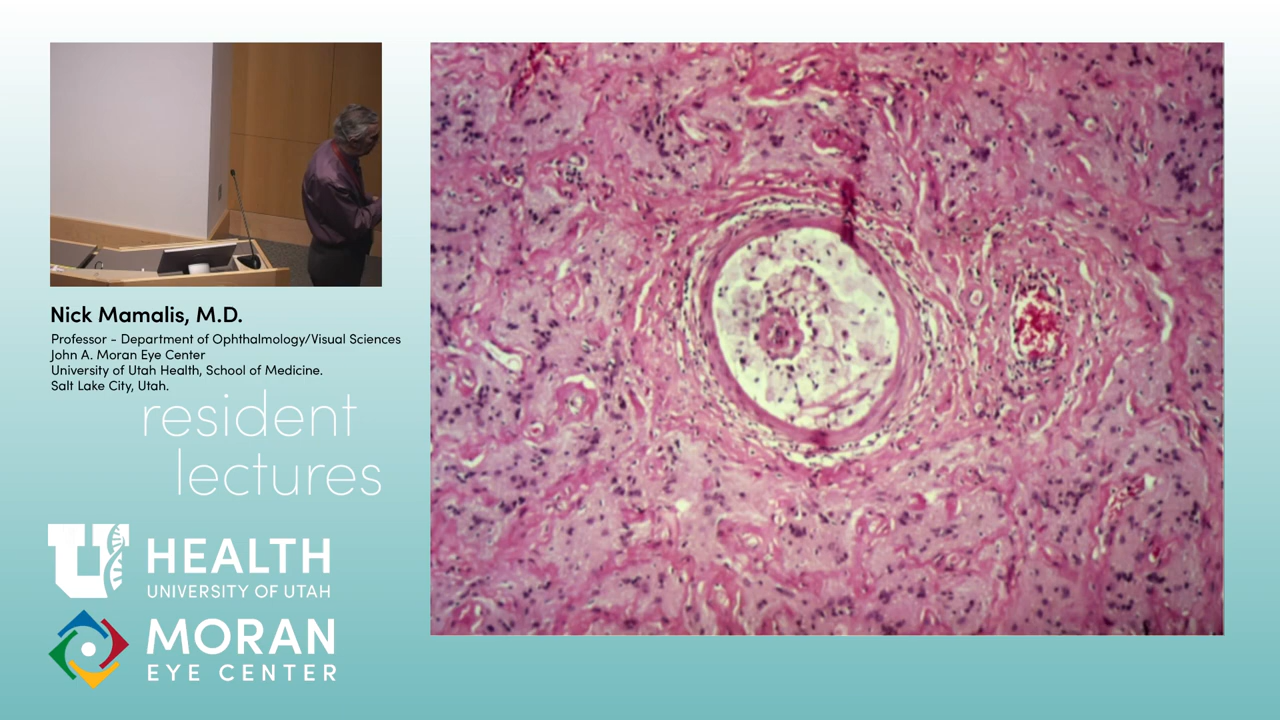 Nick Mamalis, M.D.
Professor - Department of Ophthalmology/Visual Sciences
John A. Moran Eye Center
University of Utah Health, School of Medicine.
Salt Lake City, Utah.
resident
lectures
U HEALTH
UNIVERSITY OF UTAH
MORAN
EYE CENTER